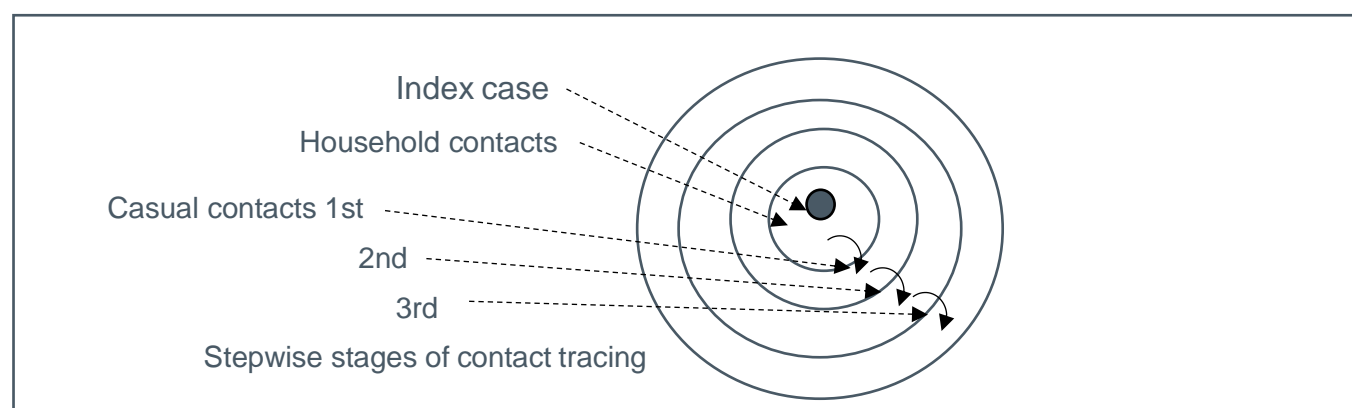 Index case
Household contacts
Casual contacts 1st
2nd
3rd
Stepwise stages of contact tracing